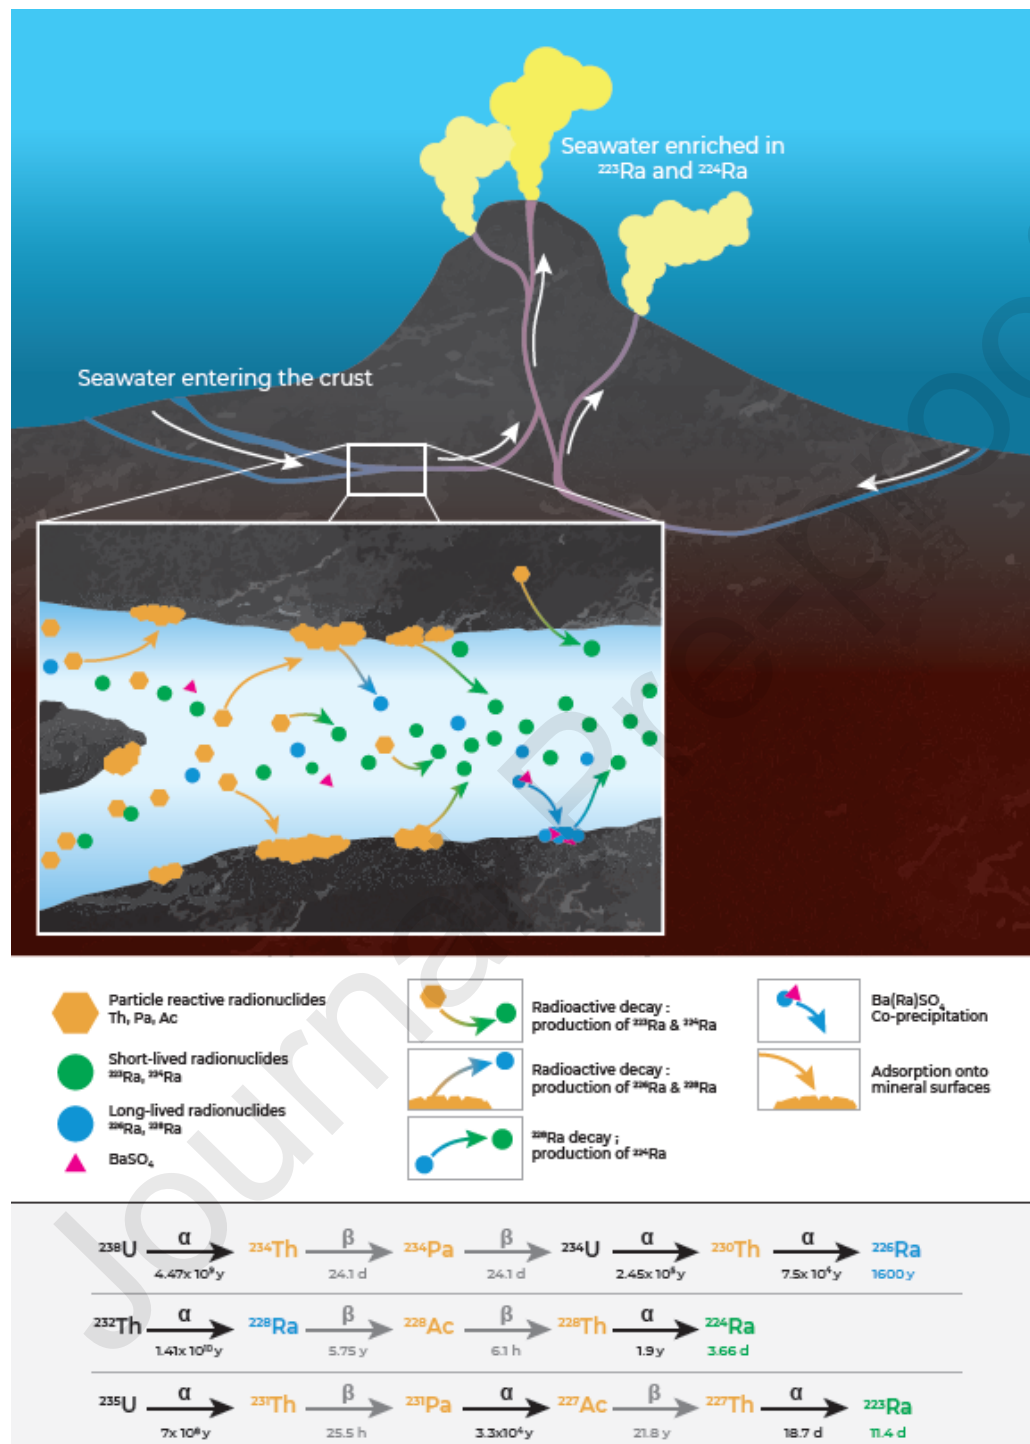 Seawater enriched in
²²³Ra and ²²⁴Ra
Seawater entering the crust
Journal Pre-proo
Particle reactive radionuclides
Th, Pa, Ac
Short-lived radionuclides
²²³Ra, ²²⁴Ra
Long-lived radionuclides
²²⁶Ra, ²²⁸Ra
BaSO₄
Radioactive decay :
production of ²²³Ra & ²²⁴Ra
Radioactive decay :
production of ²²⁶Ra & ²²⁸Ra
²²⁸Ra decay ;
production of ²²⁴Ra
Ba(Ra)SO₄
Co-precipitation
Adsorption onto
mineral surfaces
²³⁸U α ²³⁴Th β ²³⁴Pa β ²³⁴U α ²³⁰Th α ²²⁶Ra
4.47x 10⁹ y 24.1 d 24.1 d 2.45x 10⁵ y 7.5x 10⁴ y 1600 y
²³²Th α ²²⁸Ra β ²²⁸Ac β ²²⁸Th α ²²⁴Ra
1.41x 10¹⁰ y 5.75 y 6.1 h 1.9 y 3.66 d
²³⁵U α ²³¹Th β ²³¹Pa α ²²⁷Ac β ²²⁷Th α ²²³Ra
7x 10⁸ y 25.5 h 3.3x10⁴ y 21.8 y 18.7 d 11.4 d